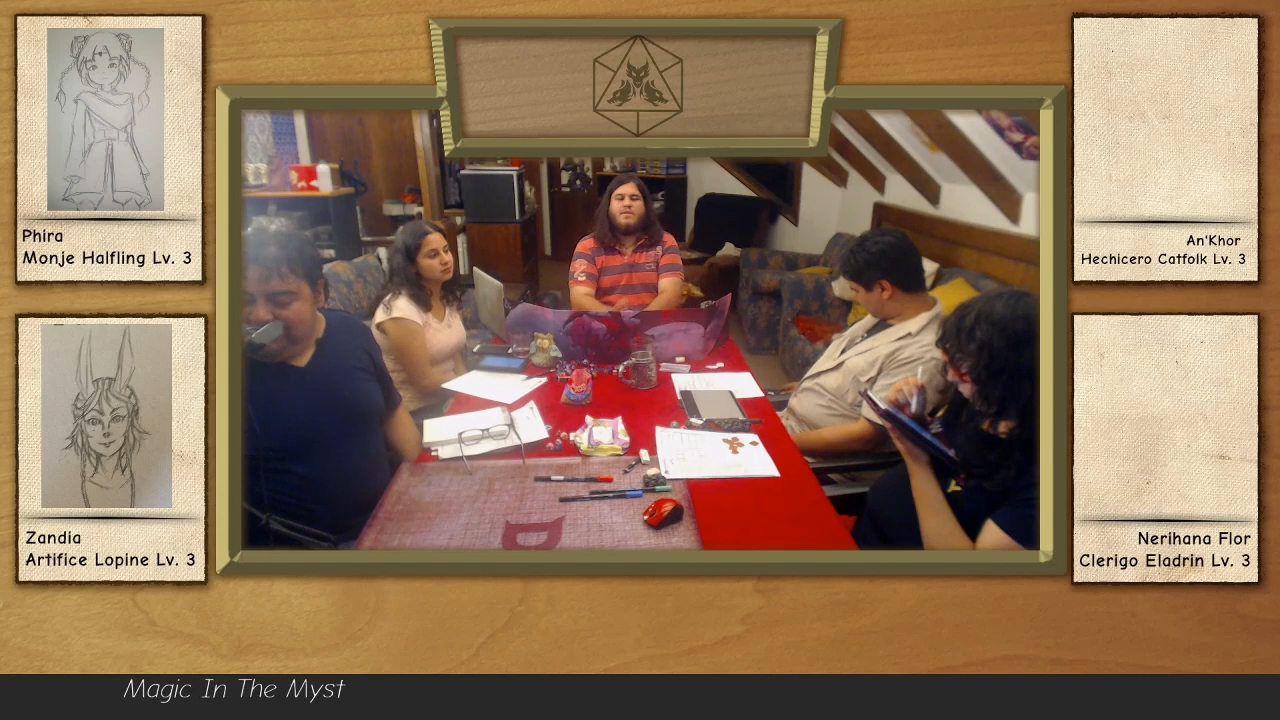 Phira
Monje Halfling Lv. 3
Zandia
Artifice Lopine Lv. 3
An'Khor
Hechicero Catfolk Lv. 3
Nerihana Flor
Clerigo Eladrin Lv. 3
D
Magic In The Myst